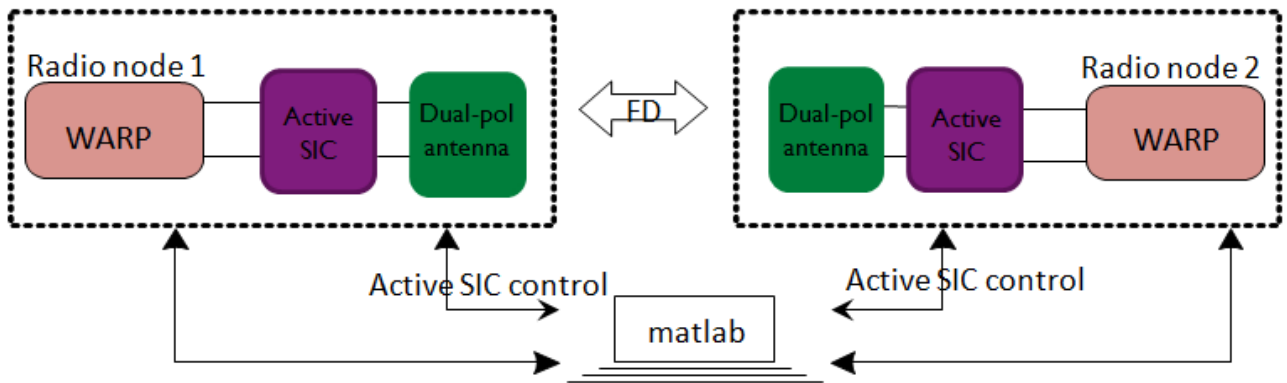 Radio node 1
WARP
Active
SIC
Dual-pol
antenna
FD
Dual-pol
antenna
Active
SIC
Radio node 2
WARP
Active SIC control
Active SIC control
matlab